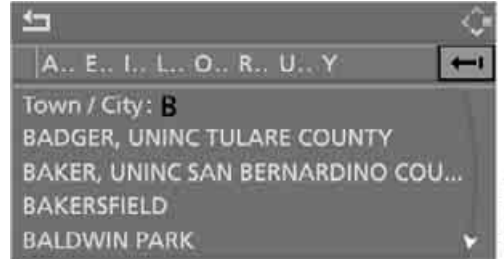 A.. E.. I.. L.. O.. R.. U.. Y
Town / City: B
BADGER, UNINC TULARE COUNTY
BAKER, UNINC SAN BERNARDINO COU...
BAKERSFIELD
BALDWIN PARK